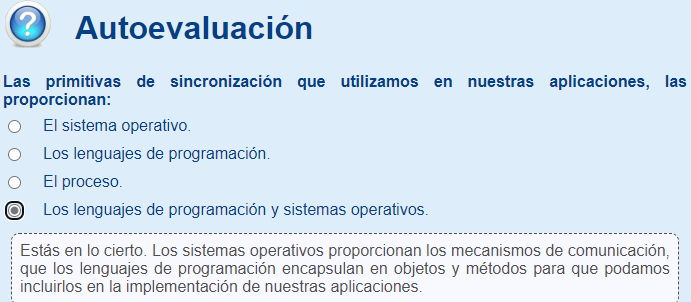 Autoevaluación
Las primitivas de sincronización que utilizamos en nuestras aplicaciones, las
proporcionan:
El sistema operativo.
Los lenguajes de programación.
El proceso.
Los lenguajes de programación y sistemas operativos.
Estás en lo cierto. Los sistemas operativos proporcionan los mecanismos de comunicación,
que los lenguajes de programación encapsulan en objetos y métodos para que podamos
incluirlos en la implementación de nuestras aplicaciones.